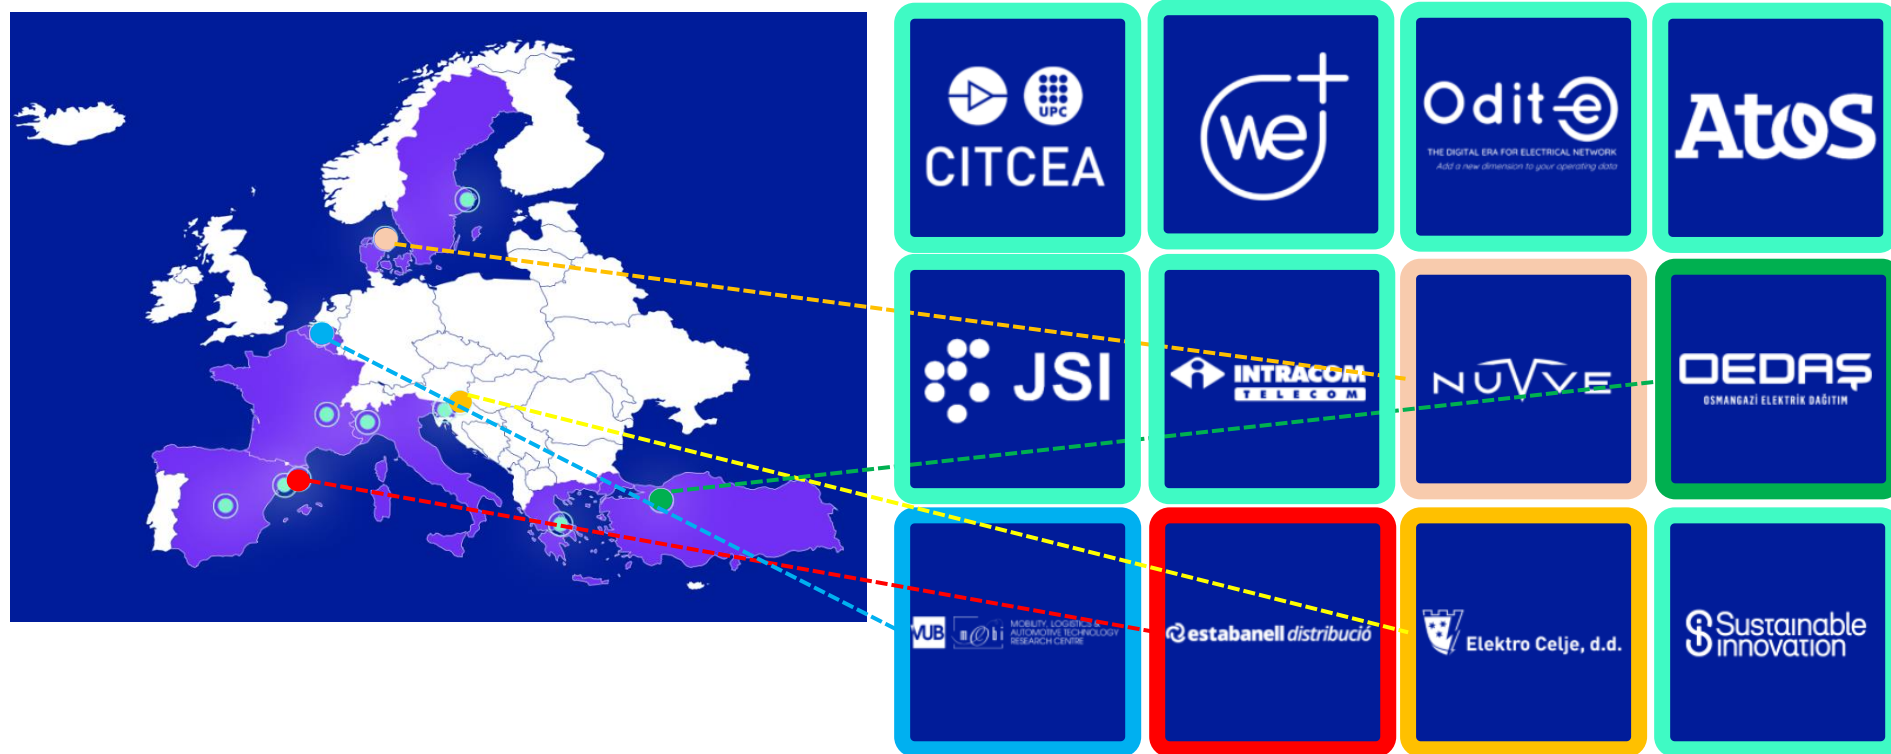 UPC
CITCEA
we+
Odit-e
THE DIGITAL ERA FOR ELECTRICAL NETWORK
Add a new dimension to your operating data
Atos
JSI
INTRACOM
TELECOM
NUVVE
OEDAŞ
OSMANGAZİ ELEKTRİK DAĞITIM
VUB
mobi
MOBILITY, LOGISTICS &
AUTOMOTIVE TECHNOLOGY
RESEARCH CENTRE
estabanell distribució
Elektro Celje, d.d.
Sustainable
innovation